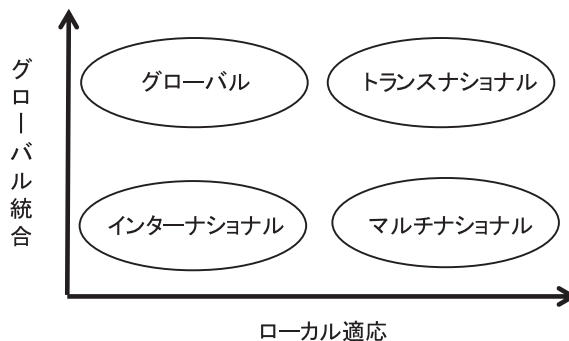 グローバル統合
グローバル
トランスナショナル
インターナショナル
マルチナショナル
ローカル適応